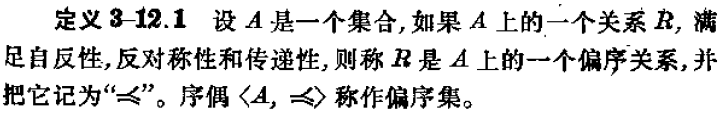 定义 3-12.1 设 A 是一个集合,如果 A 上的一个关系 R, 满
足自反性,反对称性和传递性,则称 R 是 A 上的一个偏序关系,并
把它记为“≼”。序偶〈A, ≼〉称作偏序集。